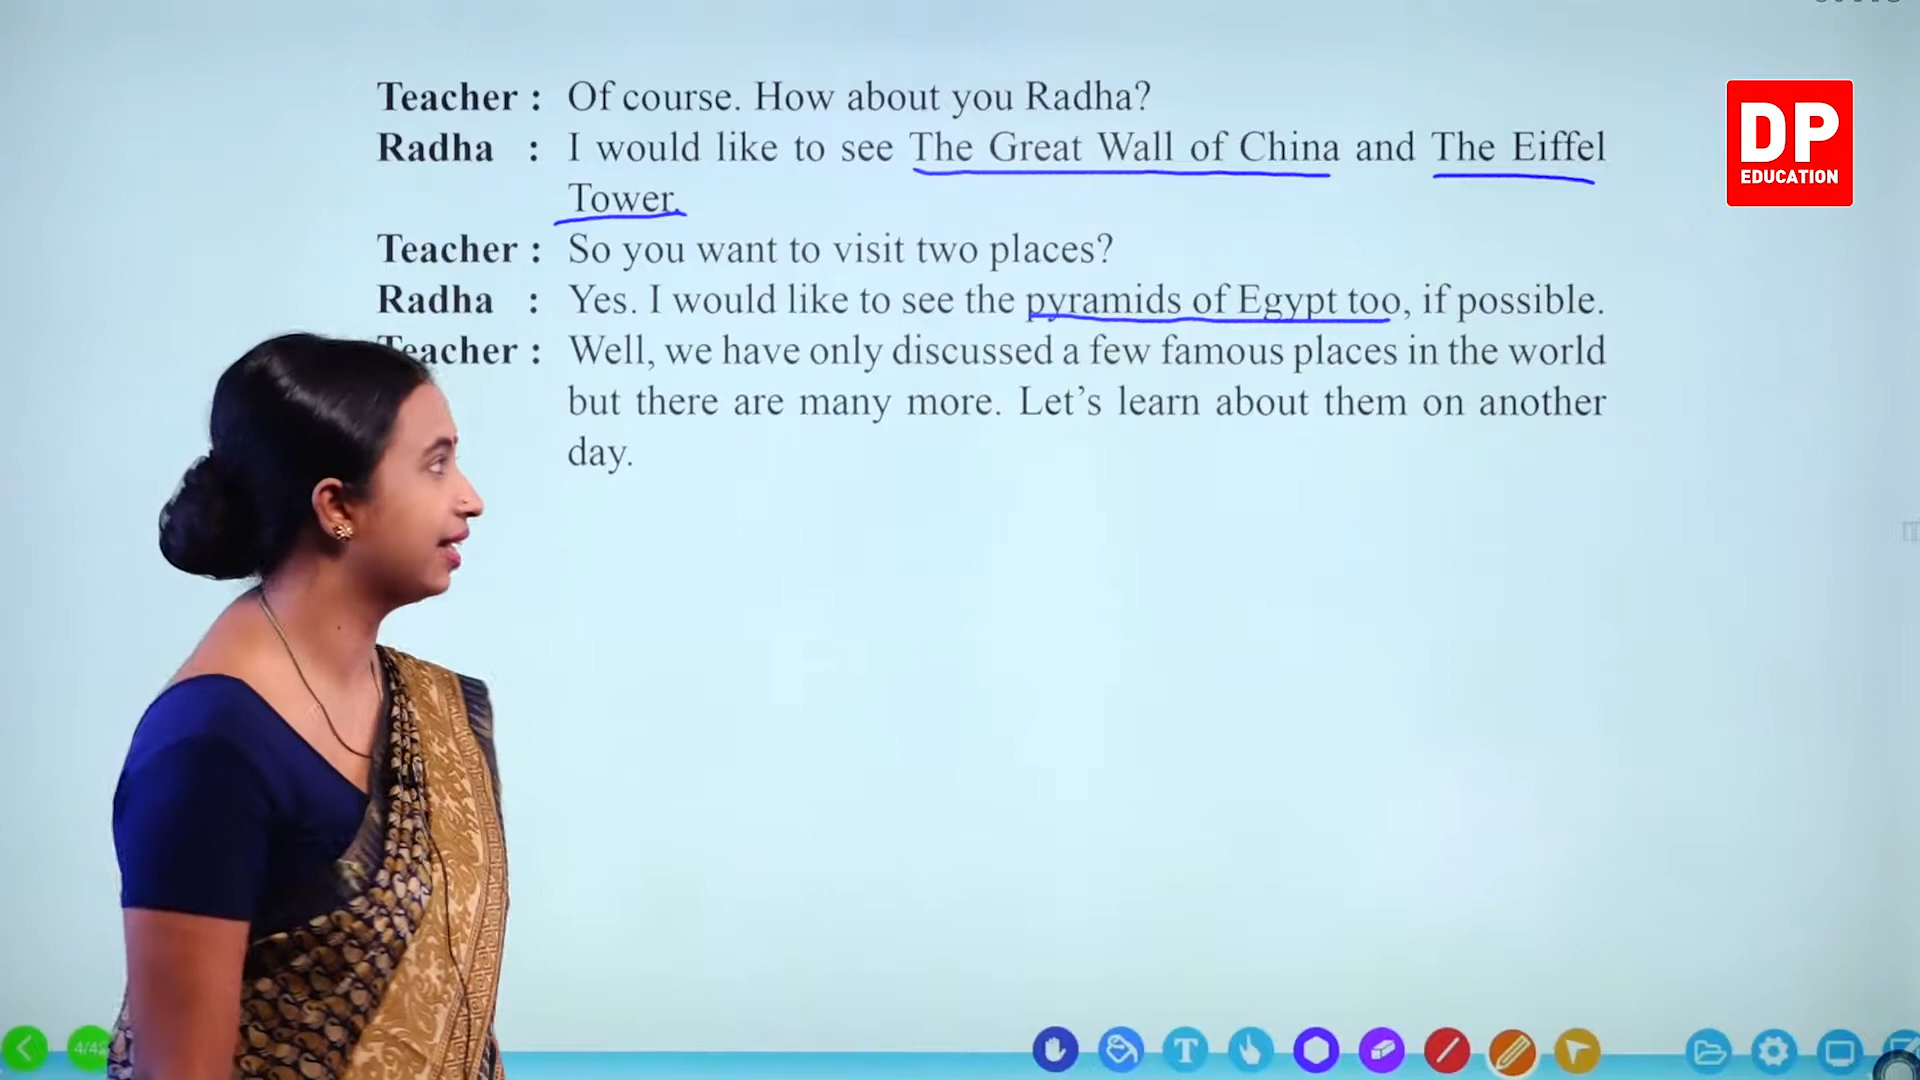 Teacher : Of course. How about you Radha?
Radha : I would like to see The Great Wall of China and The Eiffel
Tower.
Teacher : So you want to visit two places?
Radha : Yes. I would like to see the pyramids of Egypt too, if possible.
Teacher : Well, we have only discussed a few famous places in the world
but there are many more. Let’s learn about them on another
day.
DP
EDUCATION
4/42
T